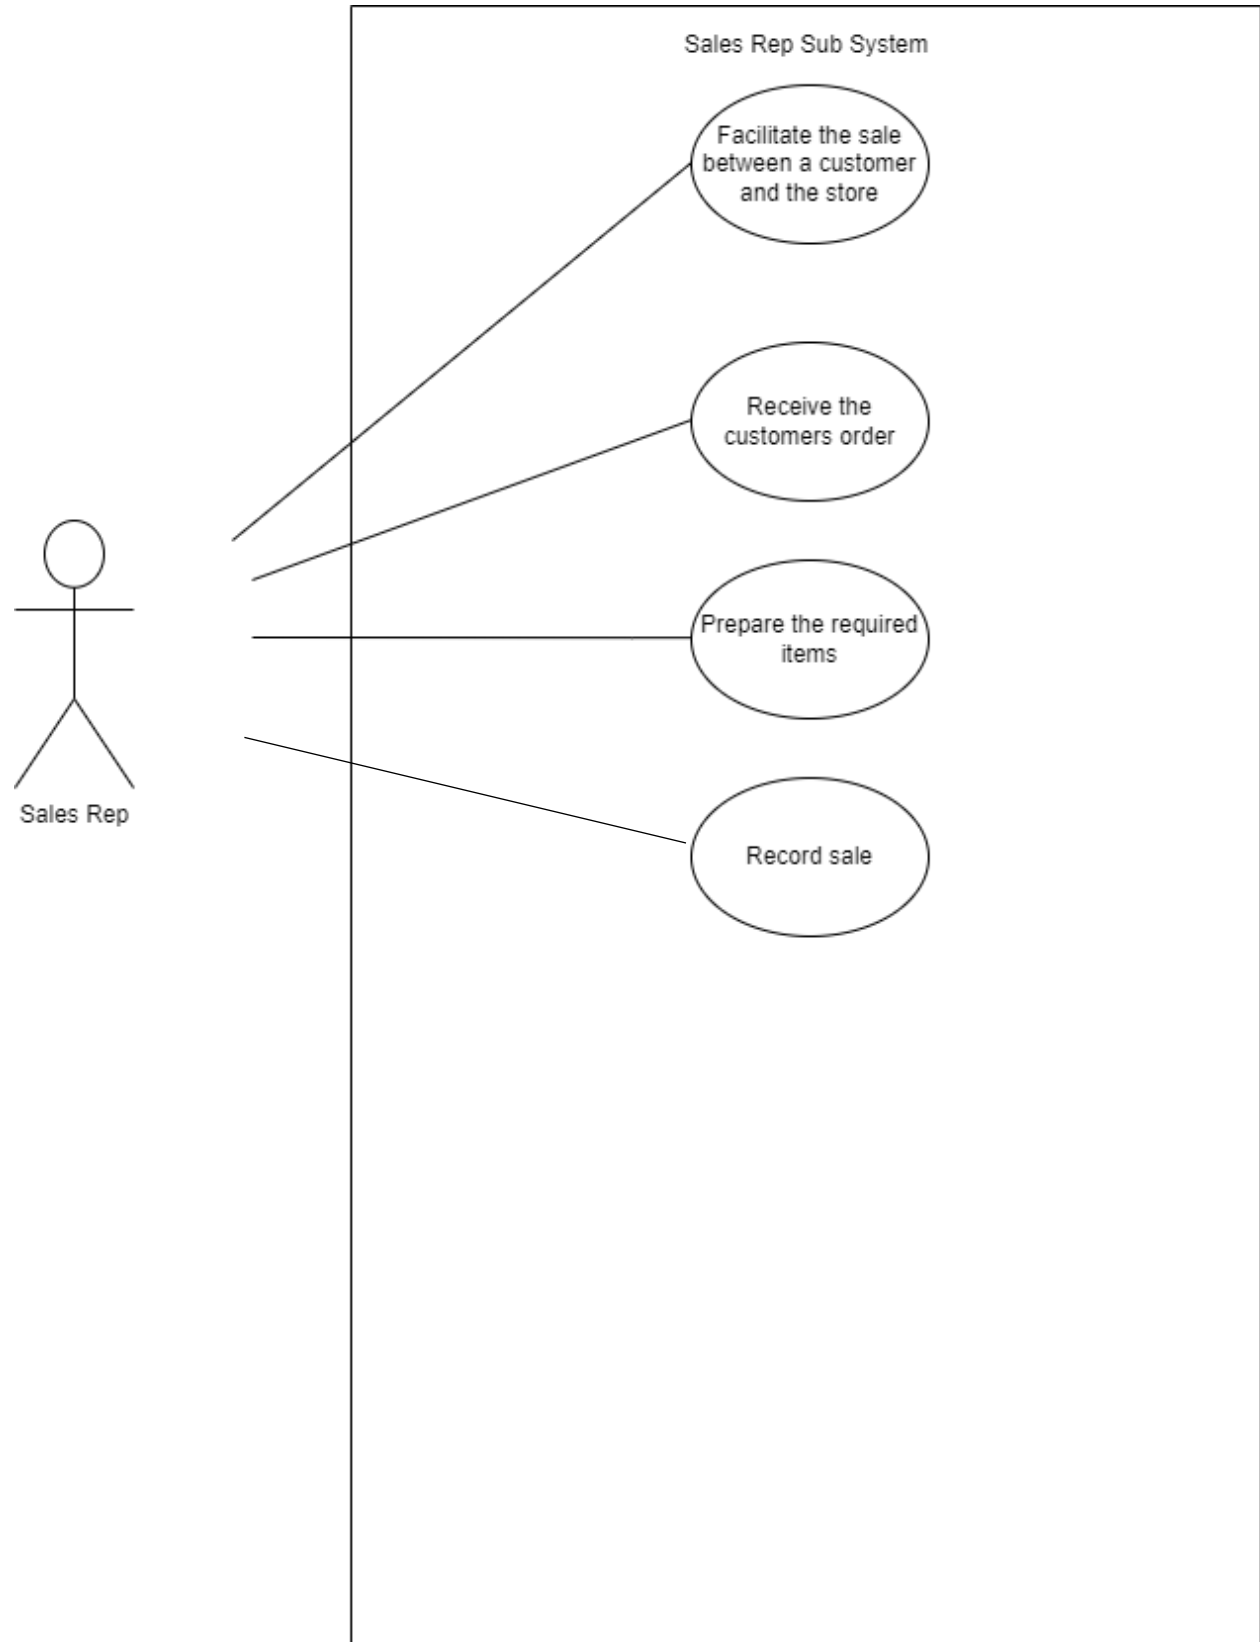 Sales Rep Sub System
Facilitate the sale
between a customer
and the store
Receive the
customers order
Prepare the required
items
Sales Rep
Record sale